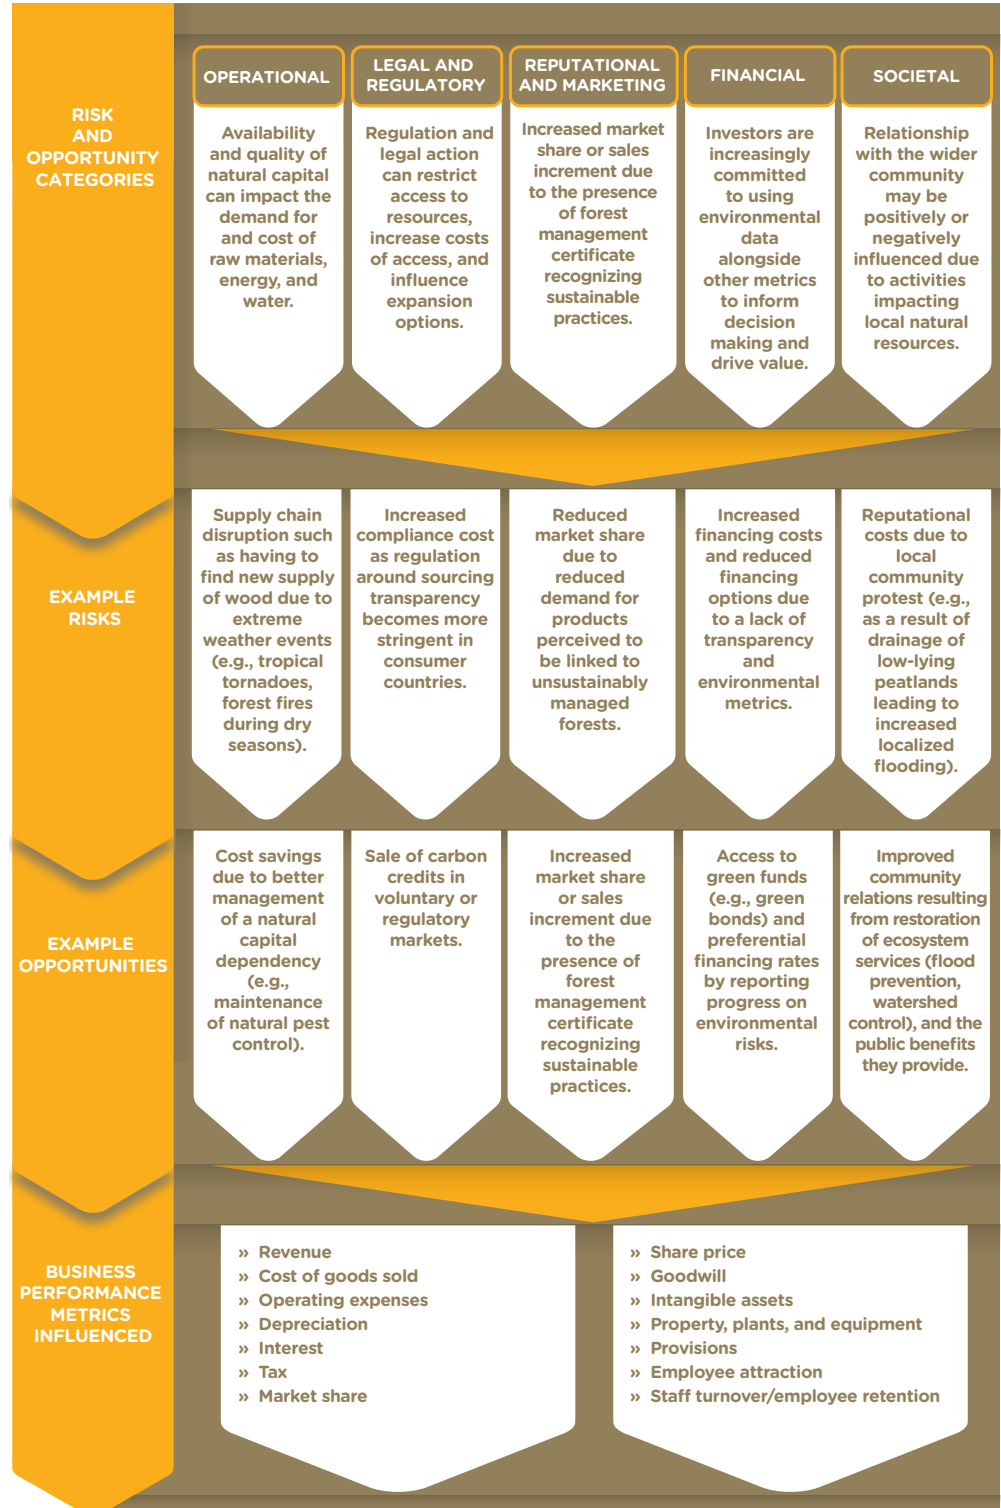 RISK
AND
OPPORTUNITY
CATEGORIES
OPERATIONAL
Availability
and quality of
natural capital
can impact the
demand for
and cost of
raw materials,
energy, and
water.
LEGAL AND
REGULATORY
Regulation and
legal action
can restrict
access to
resources,
increase costs
of access, and
influence
expansion
options.
REPUTATIONAL
AND MARKETING
Increased market
share or sales
increment due
to the presence
of forest
management
certificate
recognizing
sustainable
practices.
FINANCIAL
Investors are
increasingly
committed
to using
environmental
data
alongside
other metrics
to inform
decision
making and
drive value.
SOCIETAL
Relationship
with the wider
community
may be
positively or
negatively
influenced due
to activities
impacting
local natural
resources.
EXAMPLE
RISKS
Supply chain
disruption such
as having to
find new supply
of wood due to
extreme
weather events
(e.g., tropical
tornadoes,
forest fires
during dry
seasons).
Increased
compliance cost
as regulation
around sourcing
transparency
becomes more
stringent in
consumer
countries.
Reduced
market share
due to
reduced
demand for
products
perceived to
be linked to
unsustainably
managed
forests.
Increased
financing costs
and reduced
financing
options due
to a lack of
transparency
and
environmental
metrics.
Reputational
costs due to
local
community
protest (e.g.,
as a result of
drainage of
low-lying
peatlands
leading to
increased
localized
flooding).
EXAMPLE
OPPORTUNITIES
Cost savings
due to better
management
of a natural
capital
dependency
(e.g.,
maintenance
of natural pest
control).
Sale of carbon
credits in
voluntary or
regulatory
markets.
Increased
market share
or sales
increment due
to the
presence of
forest
management
certificate
recognizing
sustainable
practices.
Access to
green funds
(e.g., green
bonds) and
preferential
financing rates
by reporting
progress on
environmental
risks.
Improved
community
relations resulting
from restoration
of ecosystem
services (flood
prevention,
watershed
control), and the
public benefits
they provide.
BUSINESS
PERFORMANCE
METRICS
INFLUENCED
» Revenue
» Cost of goods sold
» Operating expenses
» Depreciation
» Interest
» Tax
» Market share
» Share price
» Goodwill
» Intangible assets
» Property, plants, and equipment
» Provisions
» Employee attraction
» Staff turnover/employee retention